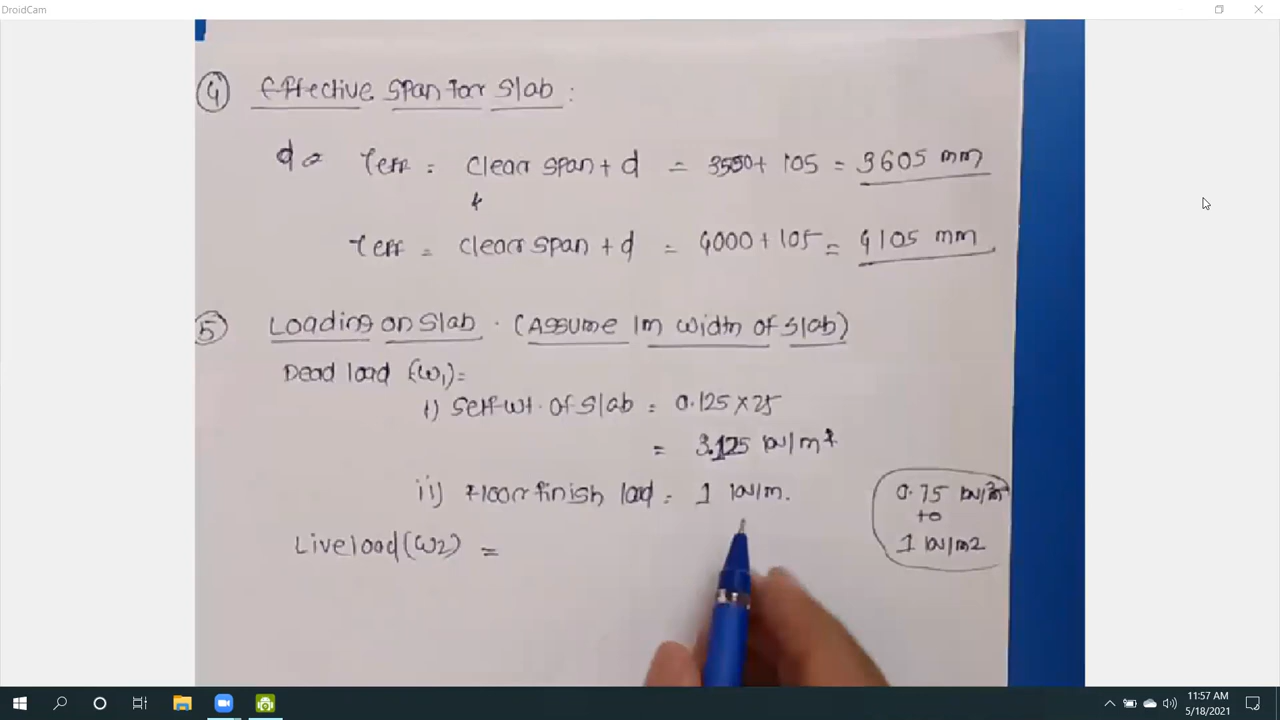 DroidCam
4 Effective span for slab :
d = leff = clear span + d = 3500 + 105 = 3605 mm
&
leff = clear span + d = 4000 + 105 = 4105 mm
5 Loading on slab . (Assume 1m width of slab)
Dead load (w1)=
i) self wt. of slab = 0.125 x 25
= 3.125 kN/m
ii) Floor finish load = 1 kN/m.
0.75 kN/m2
to
1 kN/m2
Live load (w2) =
11:57 AM
5/18/2021